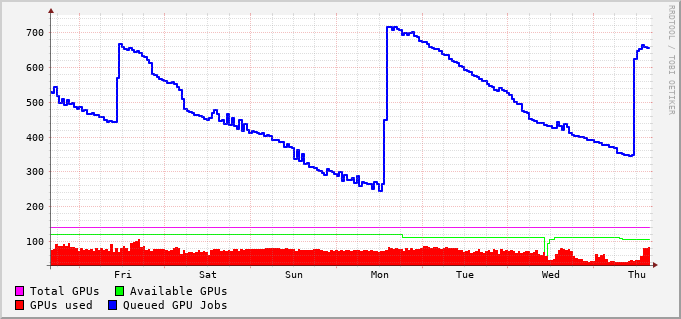 700
600
500
400
300
200
100
Fri Sat Sun Mon Tue Wed Thu
Total GPUs Available GPUs
GPUs used Queued GPU Jobs
RRDTOOL / TOBI OETIKER